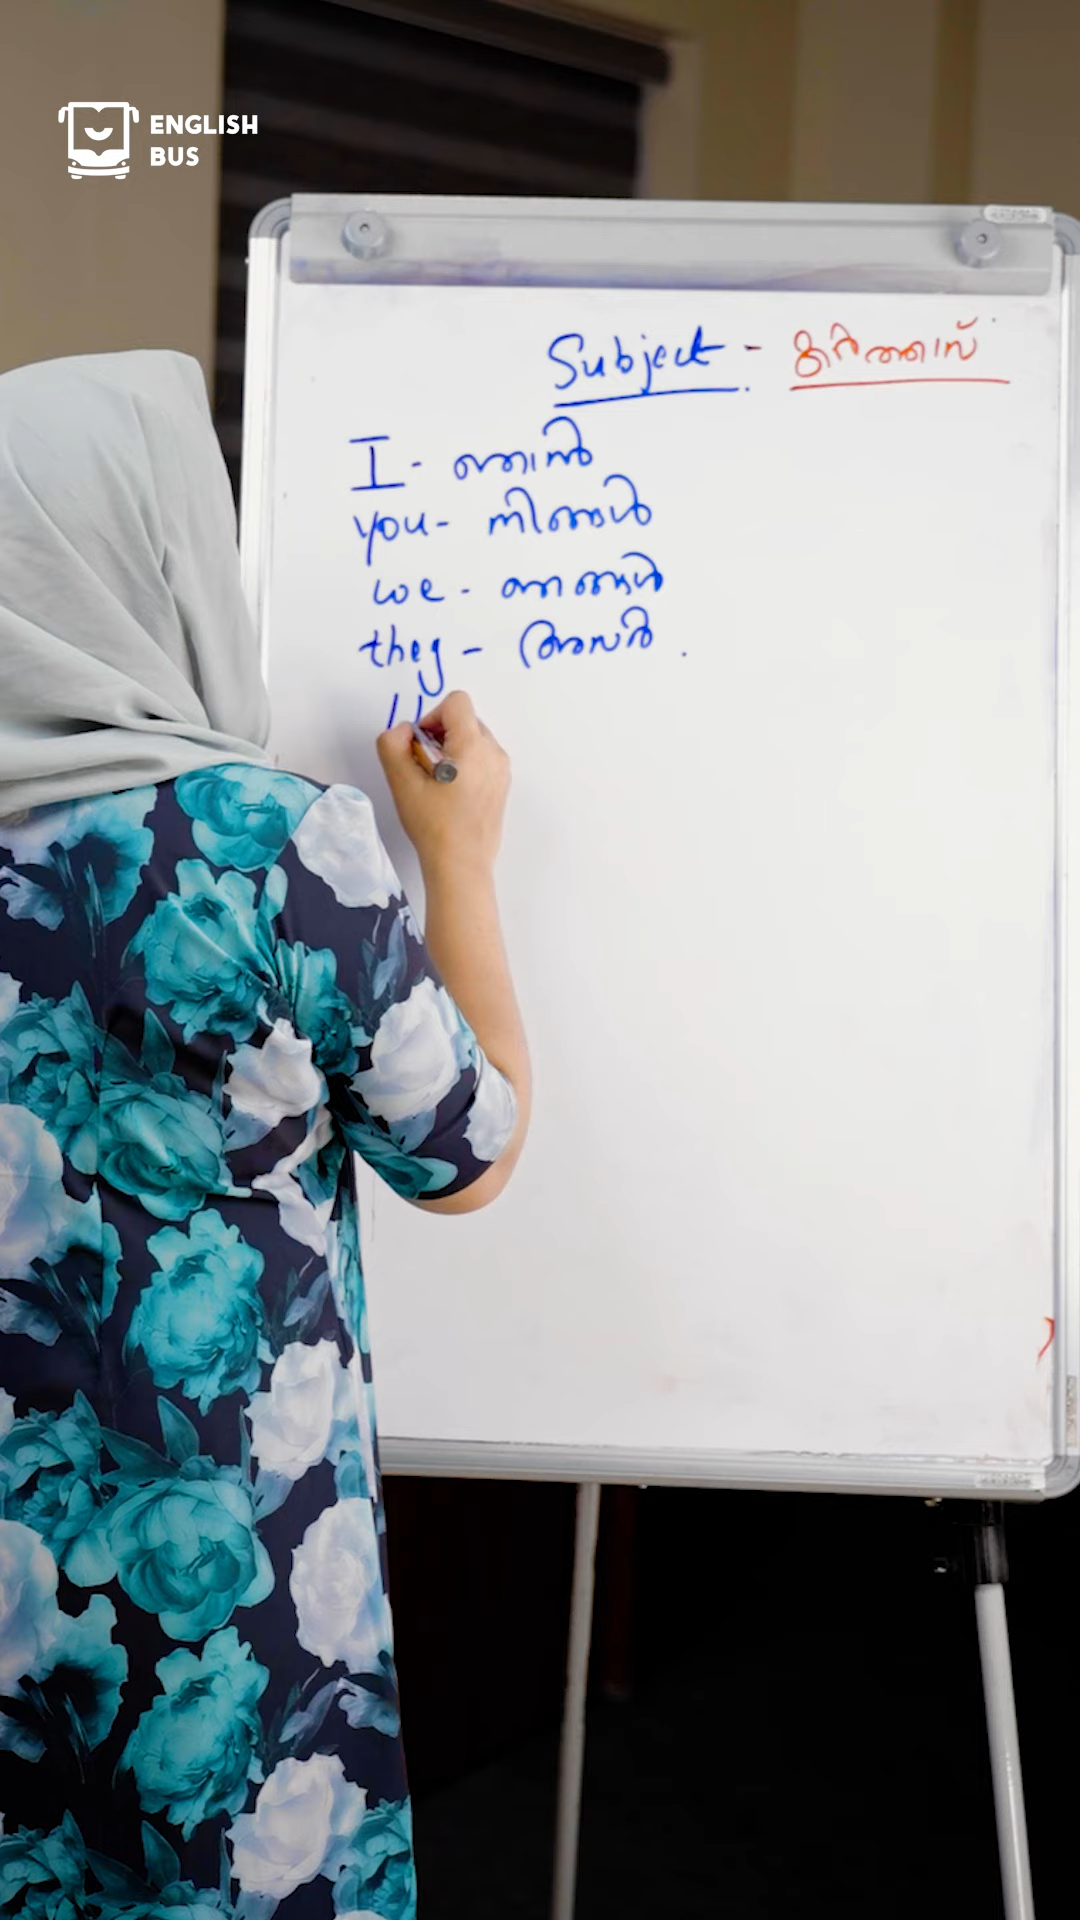 ENGLISH
BUS
Subject - കർത്താവ്
I - ഞാൻ
you - നിങ്ങൾ
we - ഞങ്ങൾ
they - അവർ.